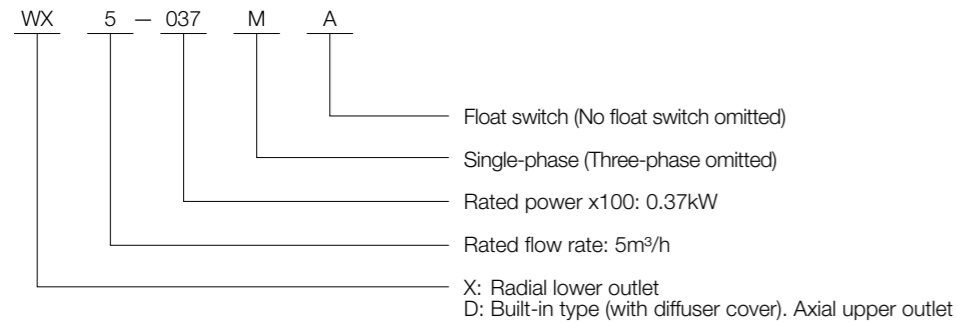 WX 5 — 037 M A
Float switch (No float switch omitted)
Single-phase (Three-phase omitted)
Rated power x100: 0.37kW
Rated flow rate: 5m³/h
X: Radial lower outlet
D: Built-in type (with diffuser cover). Axial upper outlet